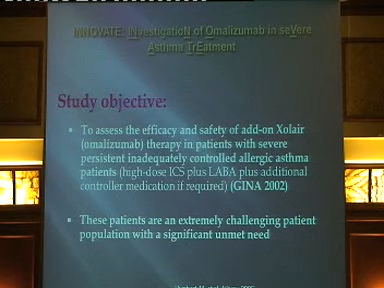 INNOVATE: INvestigatioN of Omalizumab in seVere
Asthma TrEatment
Study objective:
• To assess the efficacy and safety of add-on Xolair
(omalizumab) therapy in patients with severe
persistent inadequately controlled allergic asthma
patients (high-dose ICS plus LABA plus additional
controller medication if required) (GINA 2002)
• These patients are an extremely challenging patient
population with a significant unmet need